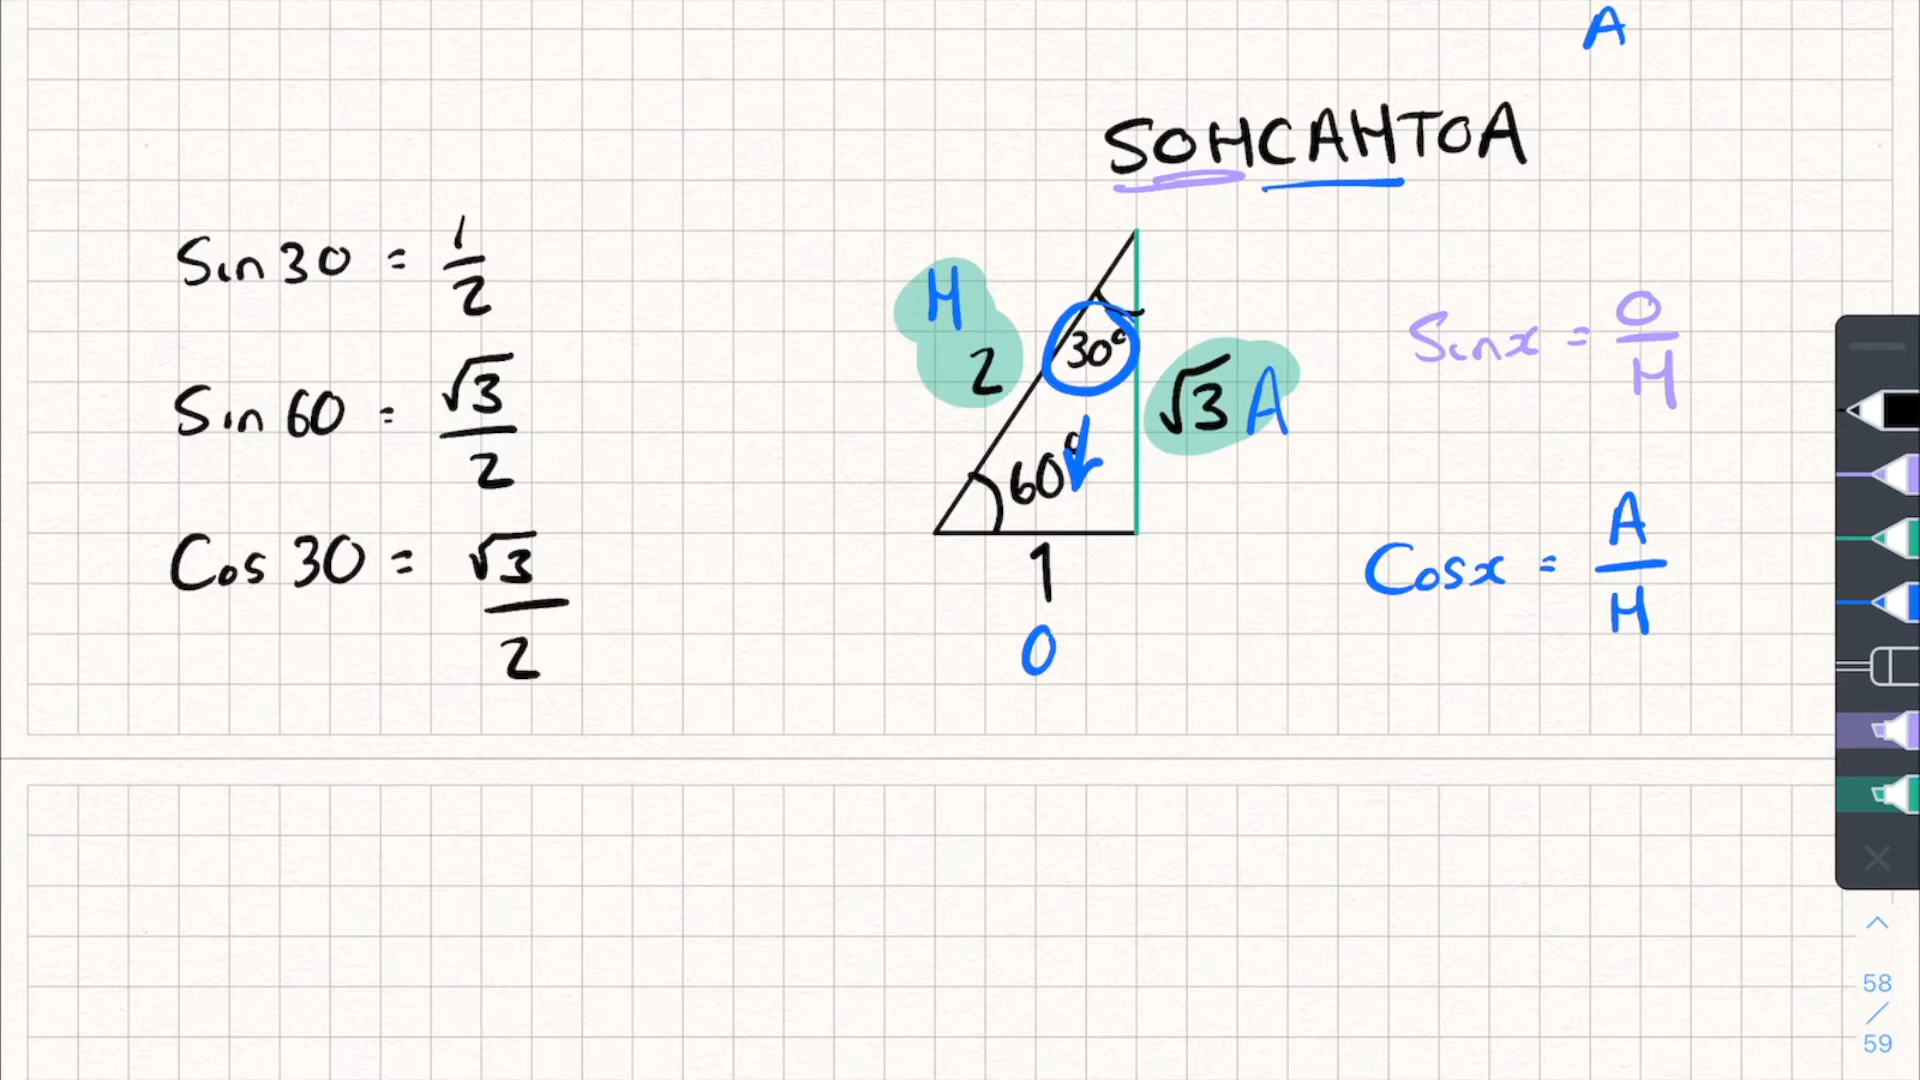 A
SOHCAHTOA
Sin 30 = 1/2
Sin 60 = √3/2
Cos 30 = √3/2
H
2
30°
√3 A
60°
1
O
Sin x = O/H
Cos x = A/H
58
/
59